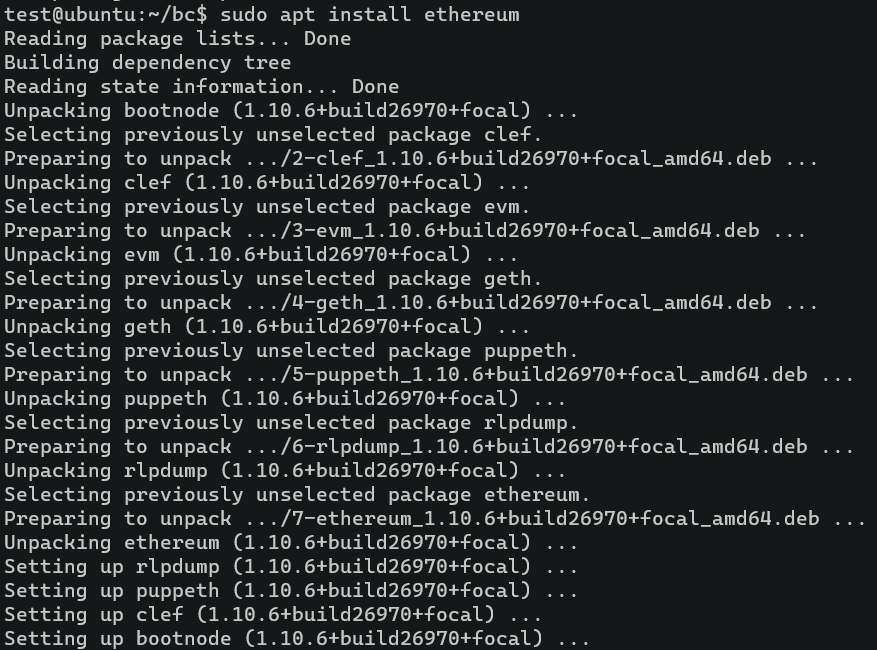 test@ubuntu:~/bc$ sudo apt install ethereum
Reading package lists... Done
Building dependency tree
Reading state information... Done
Unpacking bootnode (1.10.6+build26970+focal) ...
Selecting previously unselected package clef.
Preparing to unpack .../2-clef_1.10.6+build26970+focal_amd64.deb ...
Unpacking clef (1.10.6+build26970+focal) ...
Selecting previously unselected package evm.
Preparing to unpack .../3-evm_1.10.6+build26970+focal_amd64.deb ...
Unpacking evm (1.10.6+build26970+focal) ...
Selecting previously unselected package geth.
Preparing to unpack .../4-geth_1.10.6+build26970+focal_amd64.deb ...
Unpacking geth (1.10.6+build26970+focal) ...
Selecting previously unselected package puppeth.
Preparing to unpack .../5-puppeth_1.10.6+build26970+focal_amd64.deb ...
Unpacking puppeth (1.10.6+build26970+focal) ...
Selecting previously unselected package rlpdump.
Preparing to unpack .../6-rlpdump_1.10.6+build26970+focal_amd64.deb ...
Unpacking rlpdump (1.10.6+build26970+focal) ...
Selecting previously unselected package ethereum.
Preparing to unpack .../7-ethereum_1.10.6+build26970+focal_amd64.deb ...
Unpacking ethereum (1.10.6+build26970+focal) ...
Setting up rlpdump (1.10.6+build26970+focal) ...
Setting up puppeth (1.10.6+build26970+focal) ...
Setting up clef (1.10.6+build26970+focal) ...
Setting up bootnode (1.10.6+build26970+focal) ...